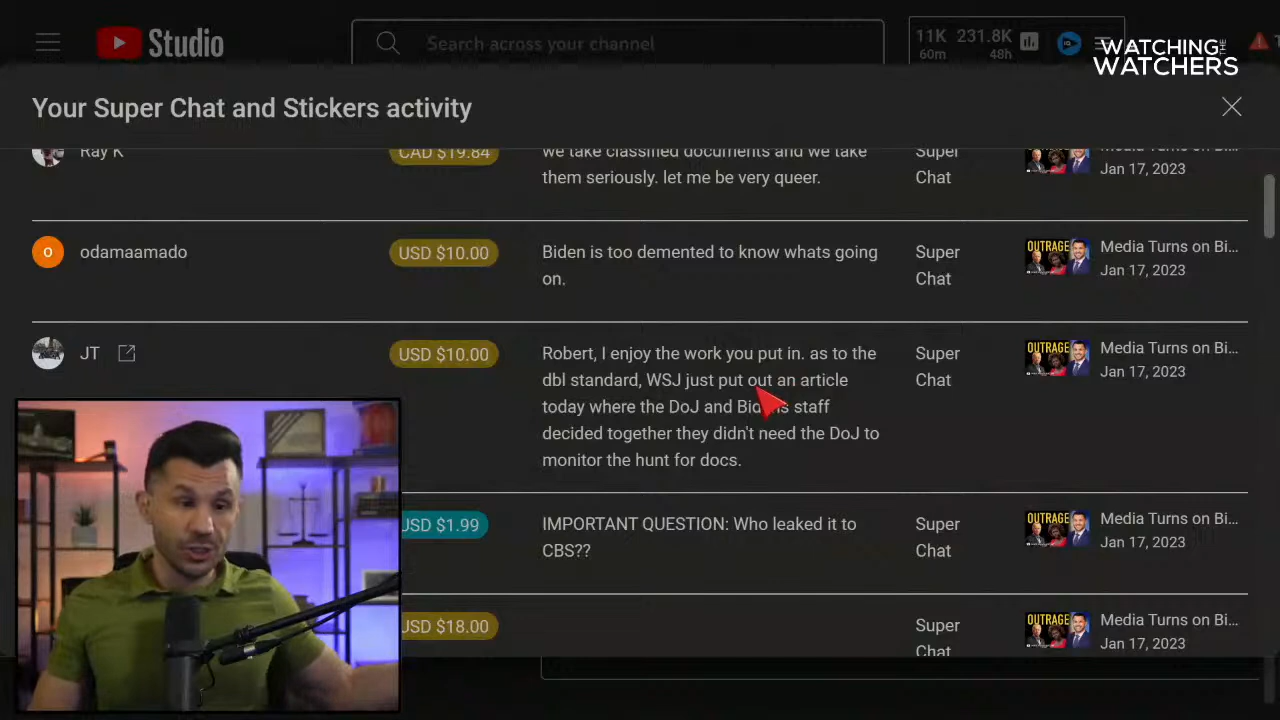 Studio
Search across your channel
11K 231.8K
60m 48h
WATCHING THE
WATCHERS
Your Super Chat and Stickers activity
Ray K
CAD $19.84
we take classified documents and we take
them seriously. let me be very queer.
Super
Chat
Media Turns on Bi...
Jan 17, 2023
odamaamado
USD $10.00
Biden is too demented to know whats going
on.
Super
Chat
OUTRAGE
Media Turns on Bi...
Jan 17, 2023
JT
USD $10.00
Robert, I enjoy the work you put in. as to the
dbl standard, WSJ just put out an article
today where the DoJ and Bidens staff
decided together they didn't need the DoJ to
monitor the hunt for docs.
Super
Chat
OUTRAGE
Media Turns on Bi...
Jan 17, 2023
USD $1.99
IMPORTANT QUESTION: Who leaked it to
CBS??
Super
Chat
OUTRAGE
Media Turns on Bi...
Jan 17, 2023
USD $18.00
Super
Chat
OUTRAGE
Media Turns on Bi...
Jan 17, 2023